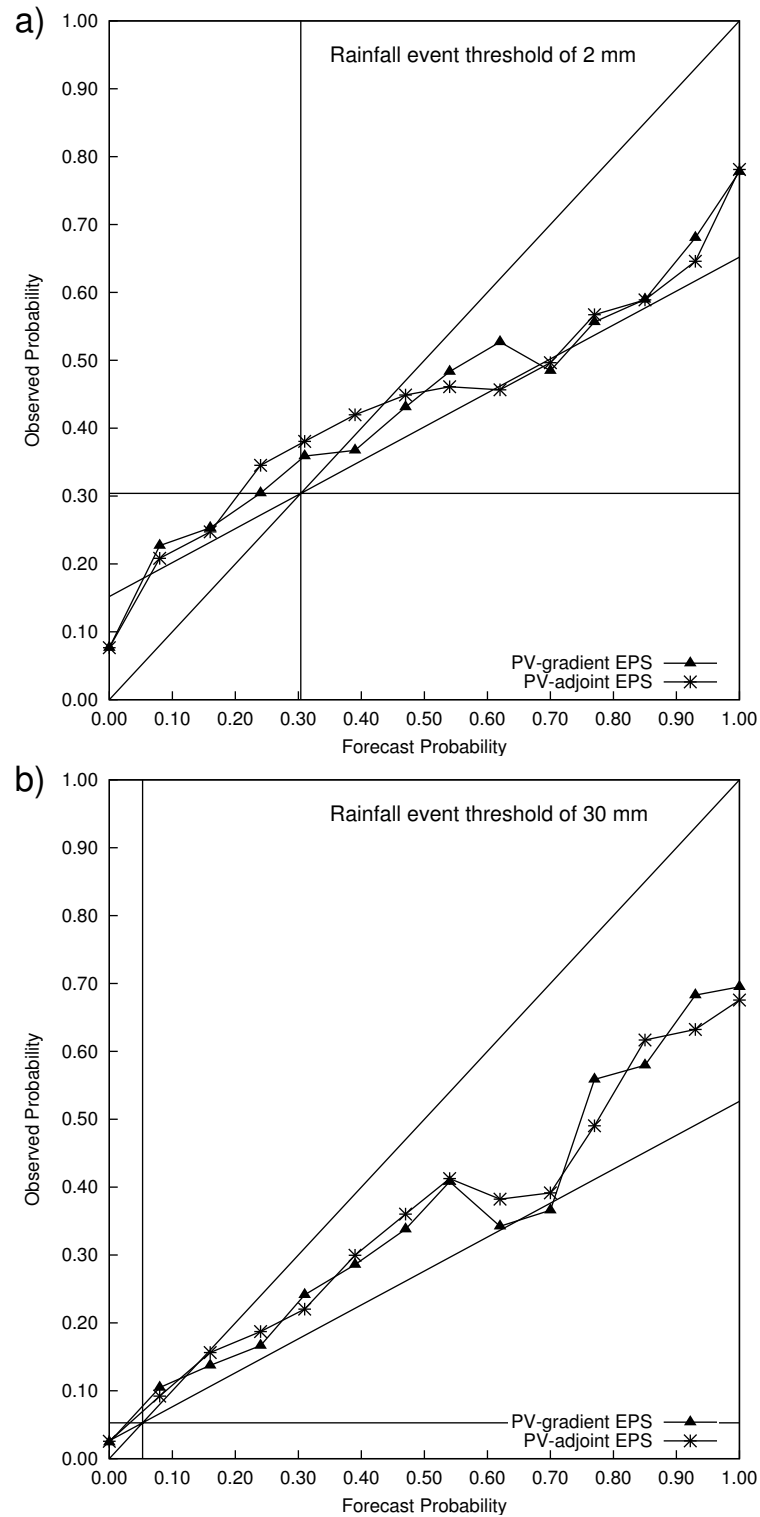 a)
Rainfall event threshold of 2 mm
1.00
0.90
0.80
0.70
0.60
0.50
0.40
0.30
0.20
0.10
0.00
Observed Probability
PV-gradient EPS
PV-adjoint EPS
0.00 0.10 0.20 0.30 0.40 0.50 0.60 0.70 0.80 0.90 1.00
Forecast Probability
b)
Rainfall event threshold of 30 mm
1.00
0.90
0.80
0.70
0.60
0.50
0.40
0.30
0.20
0.10
0.00
Observed Probability
PV-gradient EPS
PV-adjoint EPS
0.00 0.10 0.20 0.30 0.40 0.50 0.60 0.70 0.80 0.90 1.00
Forecast Probability